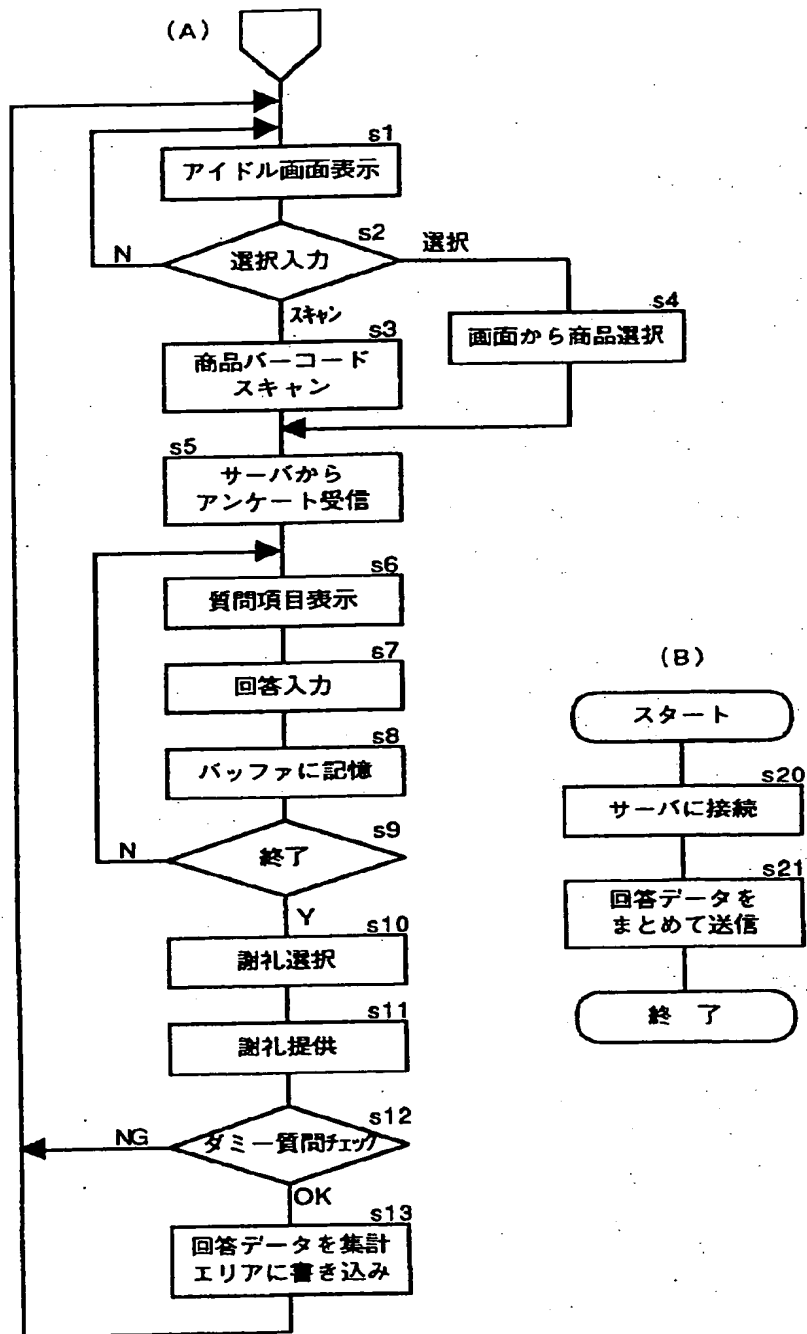 (A)
s1
アイドル画面表示
s2
選択入力
N
選択
スキャン
s3
商品バーコード
スキャン
s4
画面から商品選択
s5
サーバから
アンケート受信
s6
質問項目表示
s7
回答入力
s8
バッファに記憶
s9
終了
N
Y
s10
謝礼選択
s11
謝礼提供
s12
ダミー質問チェック
NG
OK
s13
回答データを集計
エリアに書き込み
(B)
スタート
s20
サーバに接続
s21
回答データを
まとめて送信
終 了